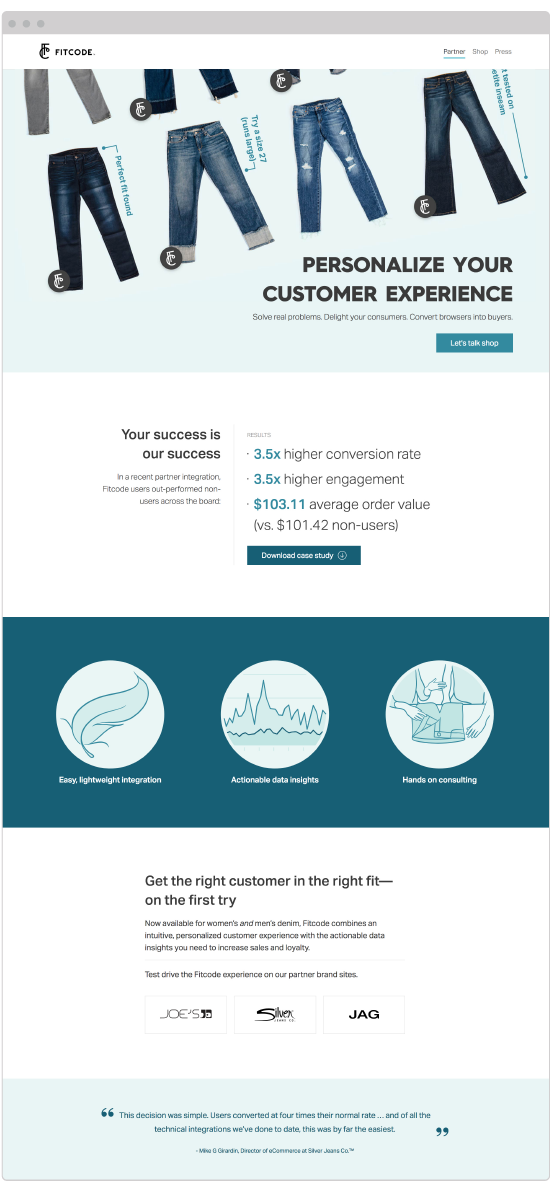 FITCODE.
Partner Shop Press
Perfect fit found
Try a size 27
(runs large)
t tested on
etite inseam
PERSONALIZE YOUR
CUSTOMER EXPERIENCE
Solve real problems. Delight your consumers. Convert browsers into buyers.
Let's talk shop
Your success is
our success
In a recent partner integration,
Fitcode users out-performed non-
users across the board:
RESULTS
· 3.5x higher conversion rate
· 3.5x higher engagement
· $103.11 average order value
(vs. $101.42 non-users)
Download case study
Easy, lightweight integration
Actionable data insights
Hands on consulting
Get the right customer in the right fit—
on the first try
Now available for women's and men's denim, Fitcode combines an
intuitive, personalized customer experience with the actionable data
insights you need to increase sales and loyalty.
Test drive the Fitcode experience on our partner brand sites.
JOE'S
Silver
JEANS CO
JAG
“ This decision was simple. Users converted at four times their normal rate ... and of all the
technical integrations we've done to date, this was by far the easiest. ”
- Mike G Girardin, Director of eCommerce at Silver Jeans Co.™